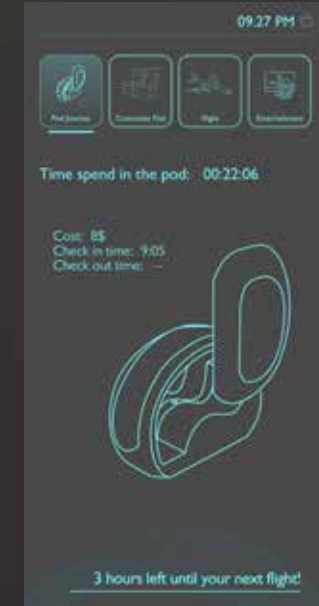 09.27 PM
Pod Journey
Customize Pod
Flight
Entertainment
Time spend in the pod: 00:22:06
Cost: 8$
Check in time: 9:05
Check out time: --
3 hours left until your next flight!